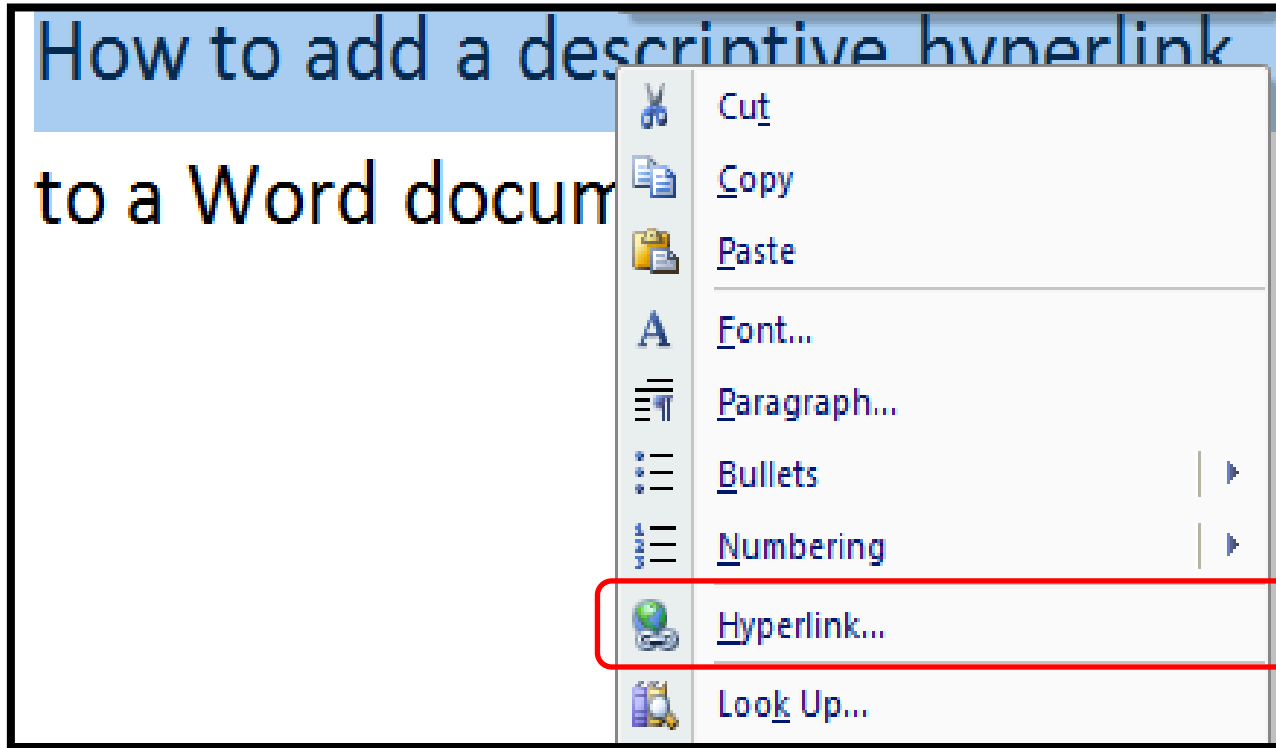 How to add a descriptive hyperlink
to a Word docum
Cut
Copy
Paste
Font...
Paragraph...
Bullets
Numbering
Hyperlink...
Look Up...